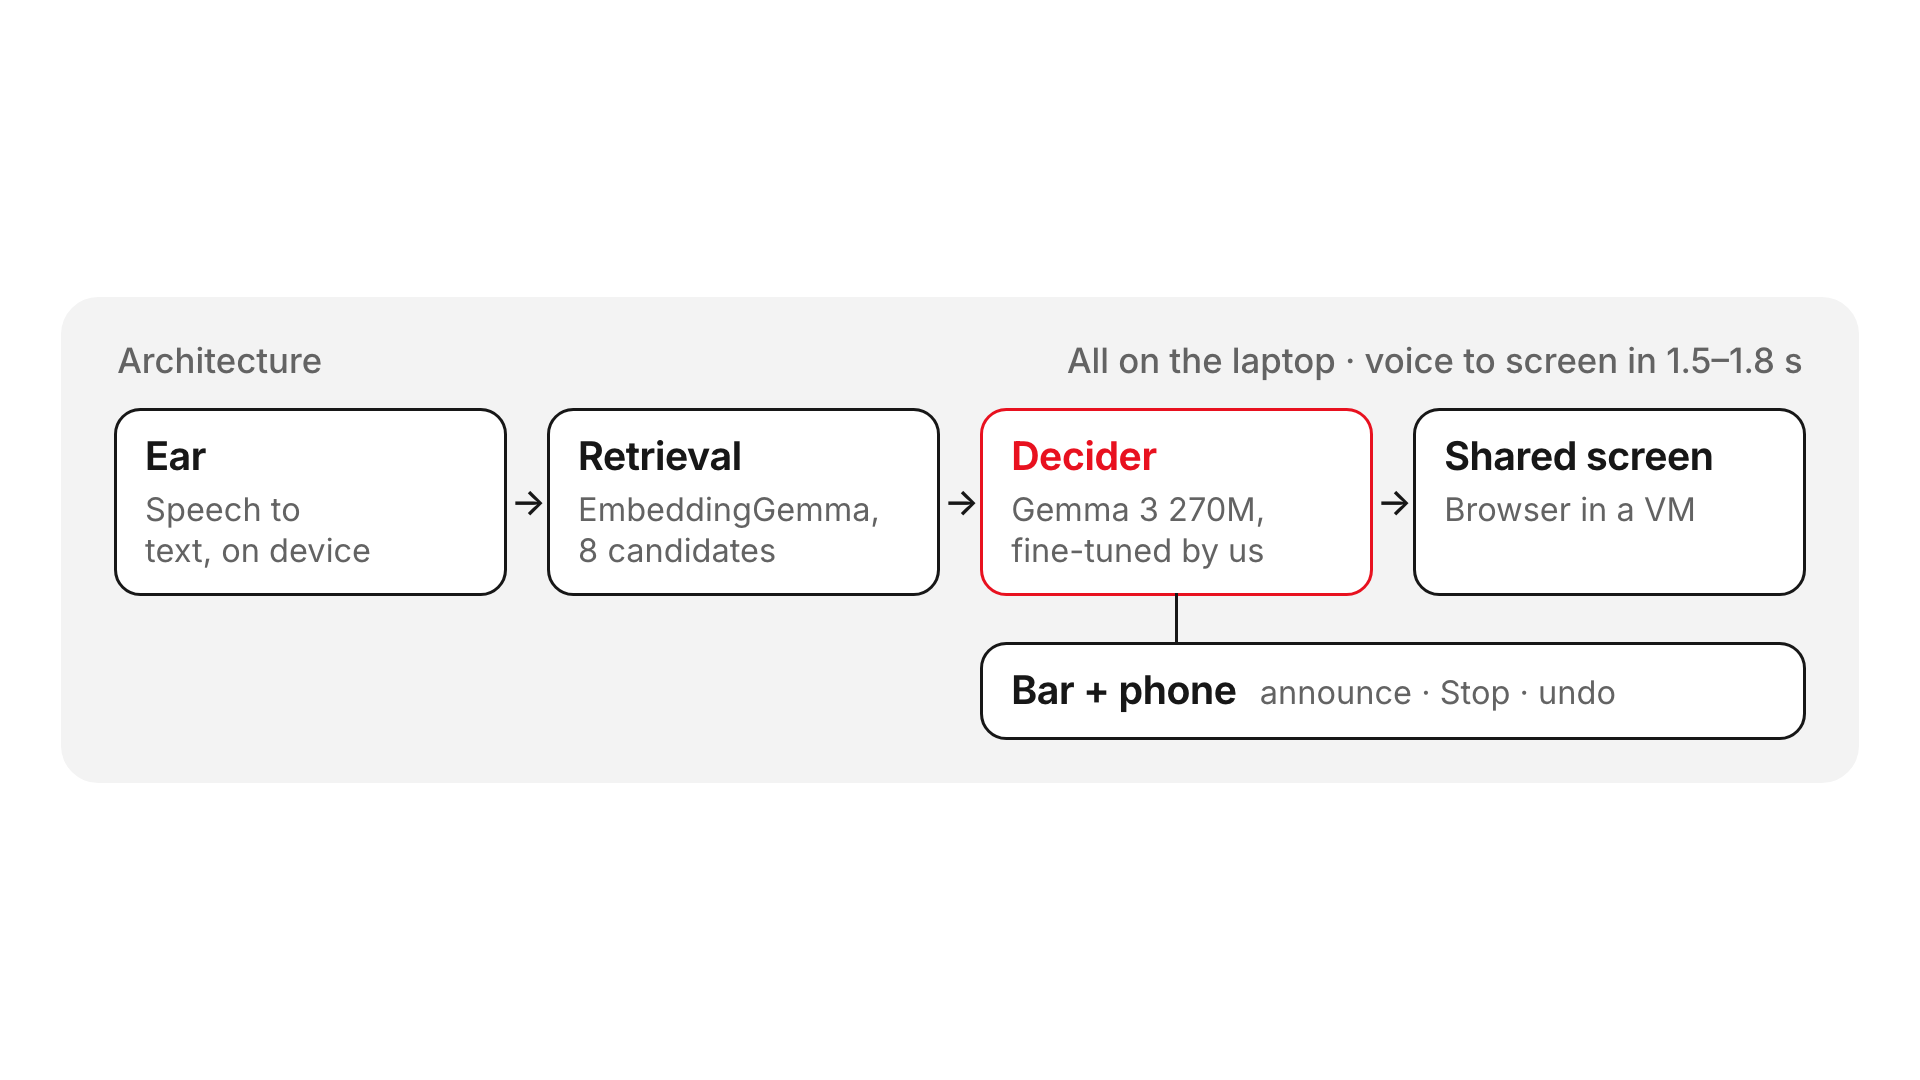 Architecture
All on the laptop · voice to screen in 1.5–1.8 s
Ear
Speech to
text, on device
→
Retrieval
EmbeddingGemma,
8 candidates
→
Decider
Gemma 3 270M,
fine-tuned by us
→
Shared screen
Browser in a VM
Bar + phone announce · Stop · undo